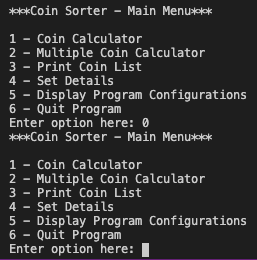 ***Coin Sorter - Main Menu***
1 - Coin Calculator
2 - Multiple Coin Calculator
3 - Print Coin List
4 - Set Details
5 - Display Program Configurations
6 - Quit Program
Enter option here: 0
***Coin Sorter - Main Menu***
1 - Coin Calculator
2 - Multiple Coin Calculator
3 - Print Coin List
4 - Set Details
5 - Display Program Configurations
6 - Quit Program
Enter option here: